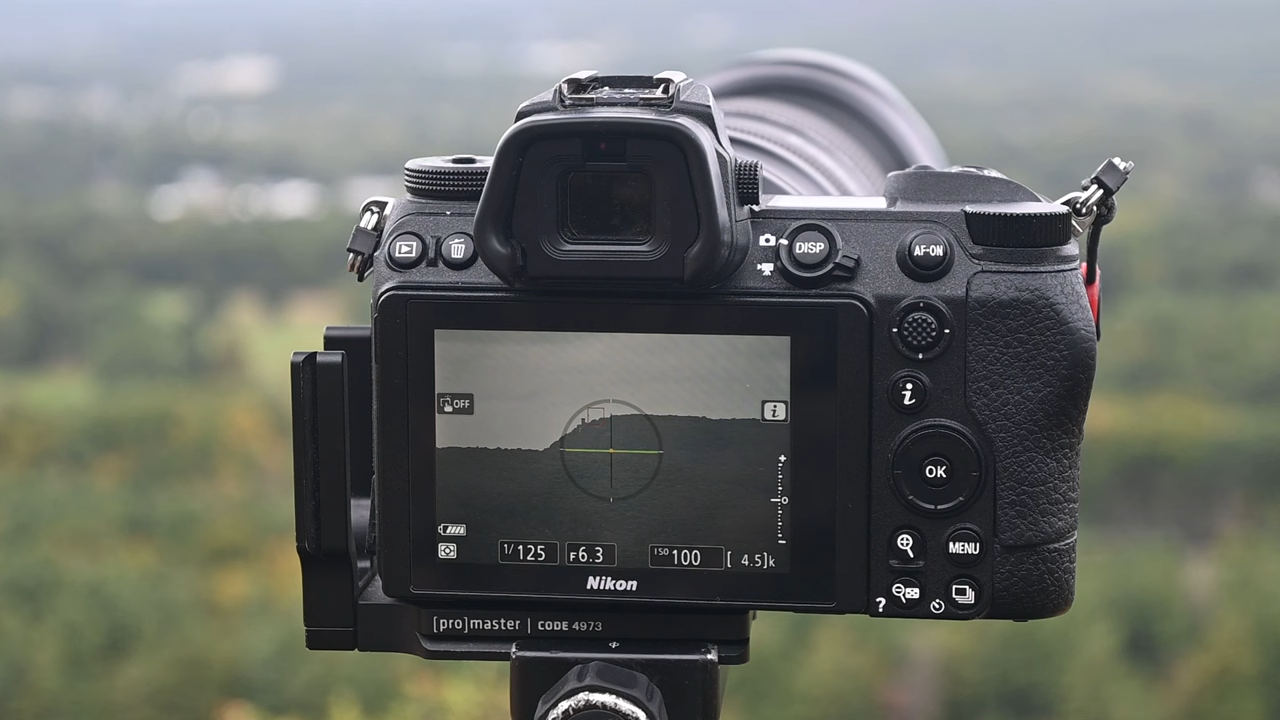 DISP
AF-ON
i
OFF
i
OK
+
0
-
1/125 F6.3 ISO 100 [ 4.5]k
MENU
Nikon
?
[pro]master | CODE 4973